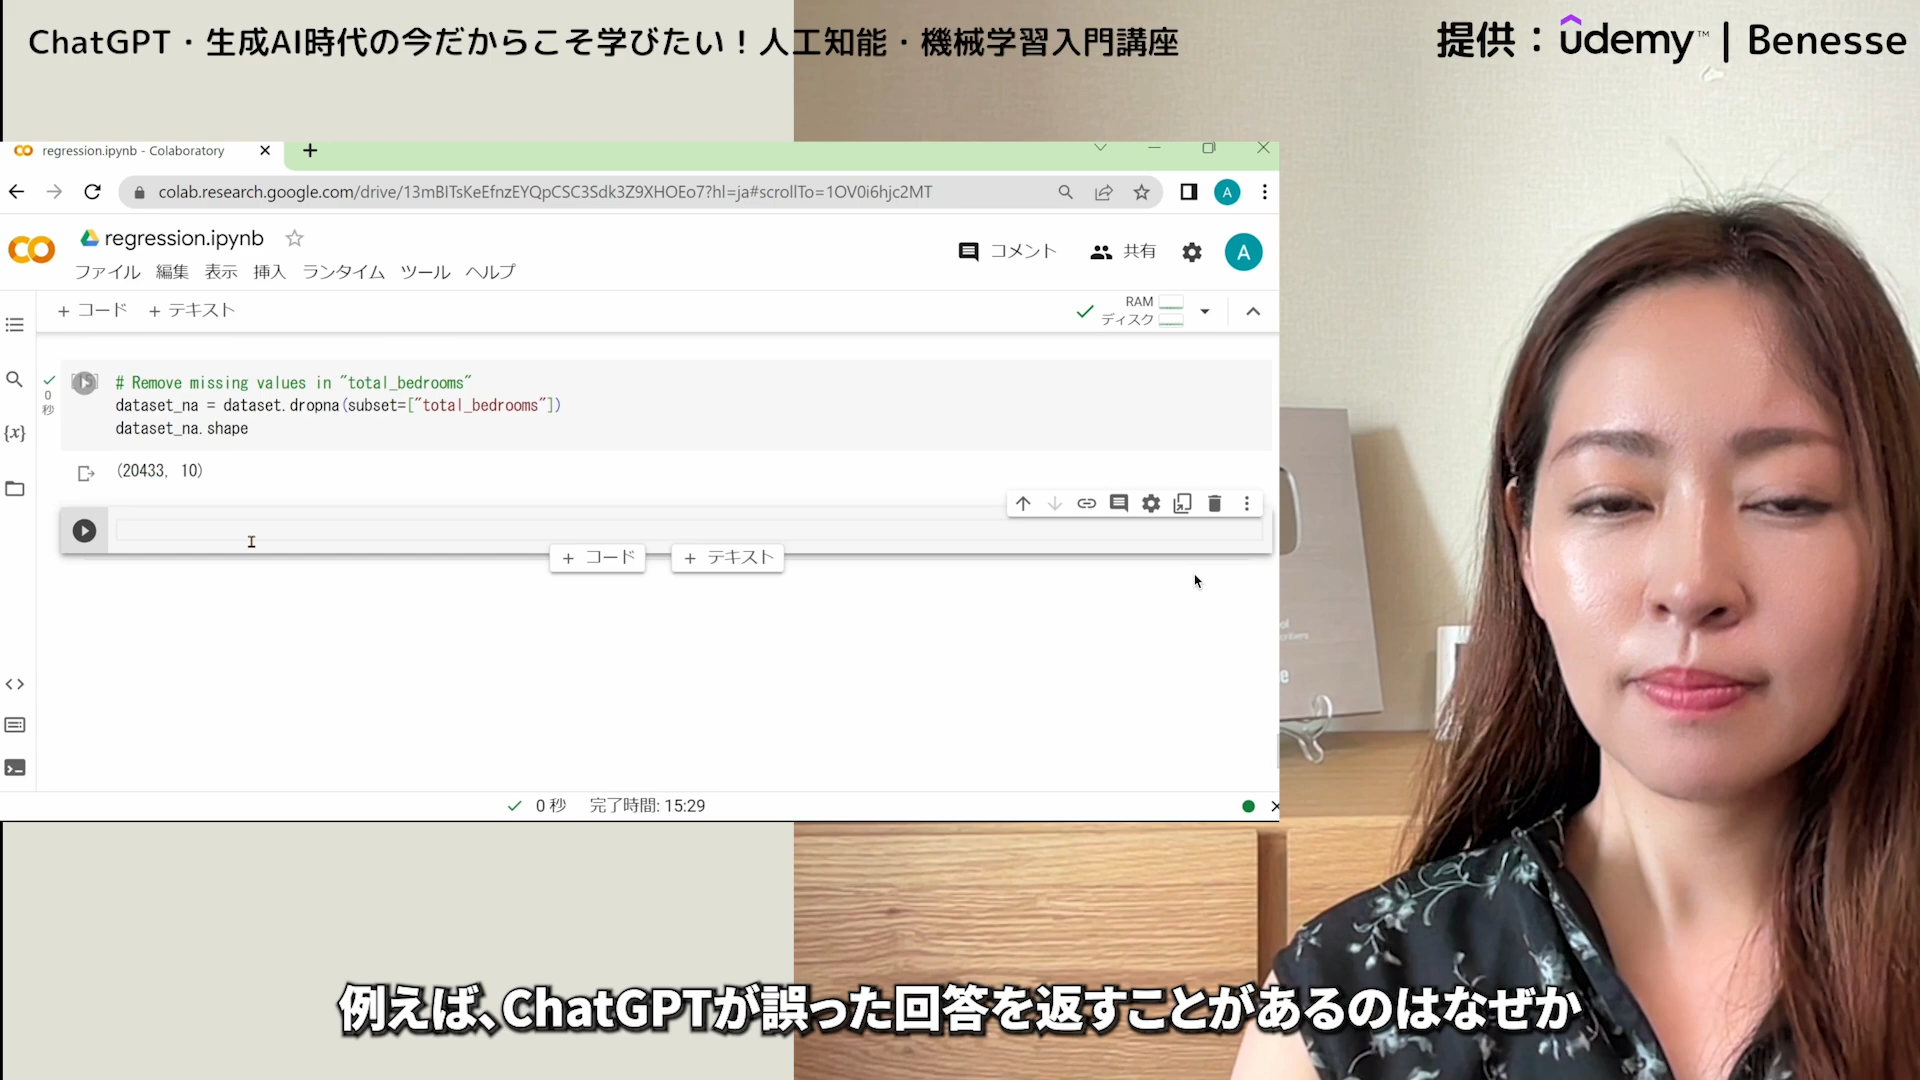 ChatGPT・生成AI時代の今だからこそ学びたい！人工知能・機械学習入門講座
提供：udemy™ | Benesse
regression.ipynb - Colaboratory
colab.research.google.com/drive/13mBITsKeEfnzEYQpCSC3Sdk3Z9XHOEo7?hl=ja#scrollTo=1OV0i6hjc2MT
A
regression.ipynb
コメント
共有
A
ファイル 編集 表示 挿入 ランタイム ツール ヘルプ
+ コード + テキスト
RAM
ディスク
0
秒
{x}
# Remove missing values in "total_bedrooms"
dataset_na = dataset.dropna(subset=["total_bedrooms"])
dataset_na.shape
(20433, 10)
+ コード
+ テキスト
0 秒 完了時間: 15:29
例えば、ChatGPTが誤った回答を返すことがあるのはなぜか